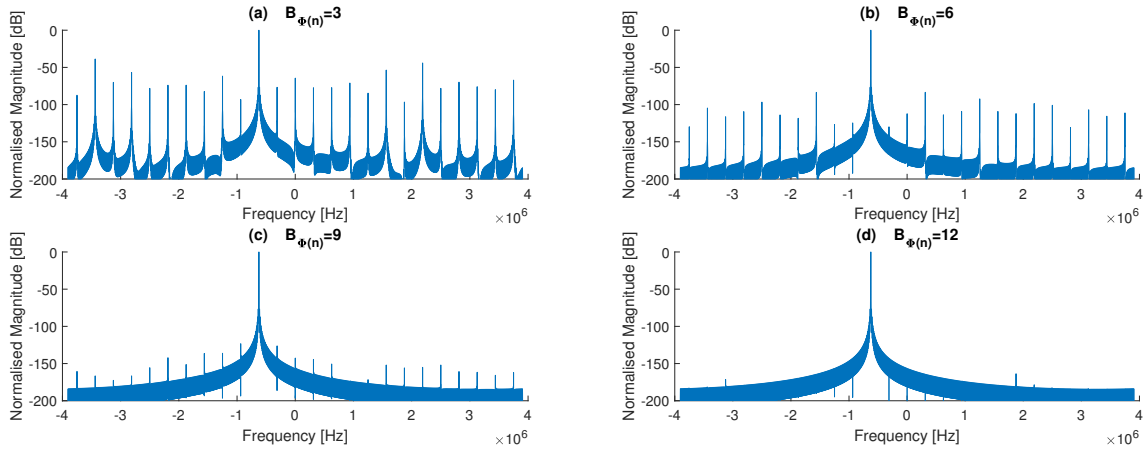 (a) B_Φ(n)=3
Normalised Magnitude [dB]
0
-50
-100
-150
-200
-4 -3 -2 -1 0 1 2 3 4
Frequency [Hz]
×10^6
(b) B_Φ(n)=6
Normalised Magnitude [dB]
0
-50
-100
-150
-200
-4 -3 -2 -1 0 1 2 3 4
Frequency [Hz]
×10^6
(c) B_Φ(n)=9
Normalised Magnitude [dB]
0
-50
-100
-150
-200
-4 -3 -2 -1 0 1 2 3 4
Frequency [Hz]
×10^6
(d) B_Φ(n)=12
Normalised Magnitude [dB]
0
-50
-100
-150
-200
-4 -3 -2 -1 0 1 2 3 4
Frequency [Hz]
×10^6